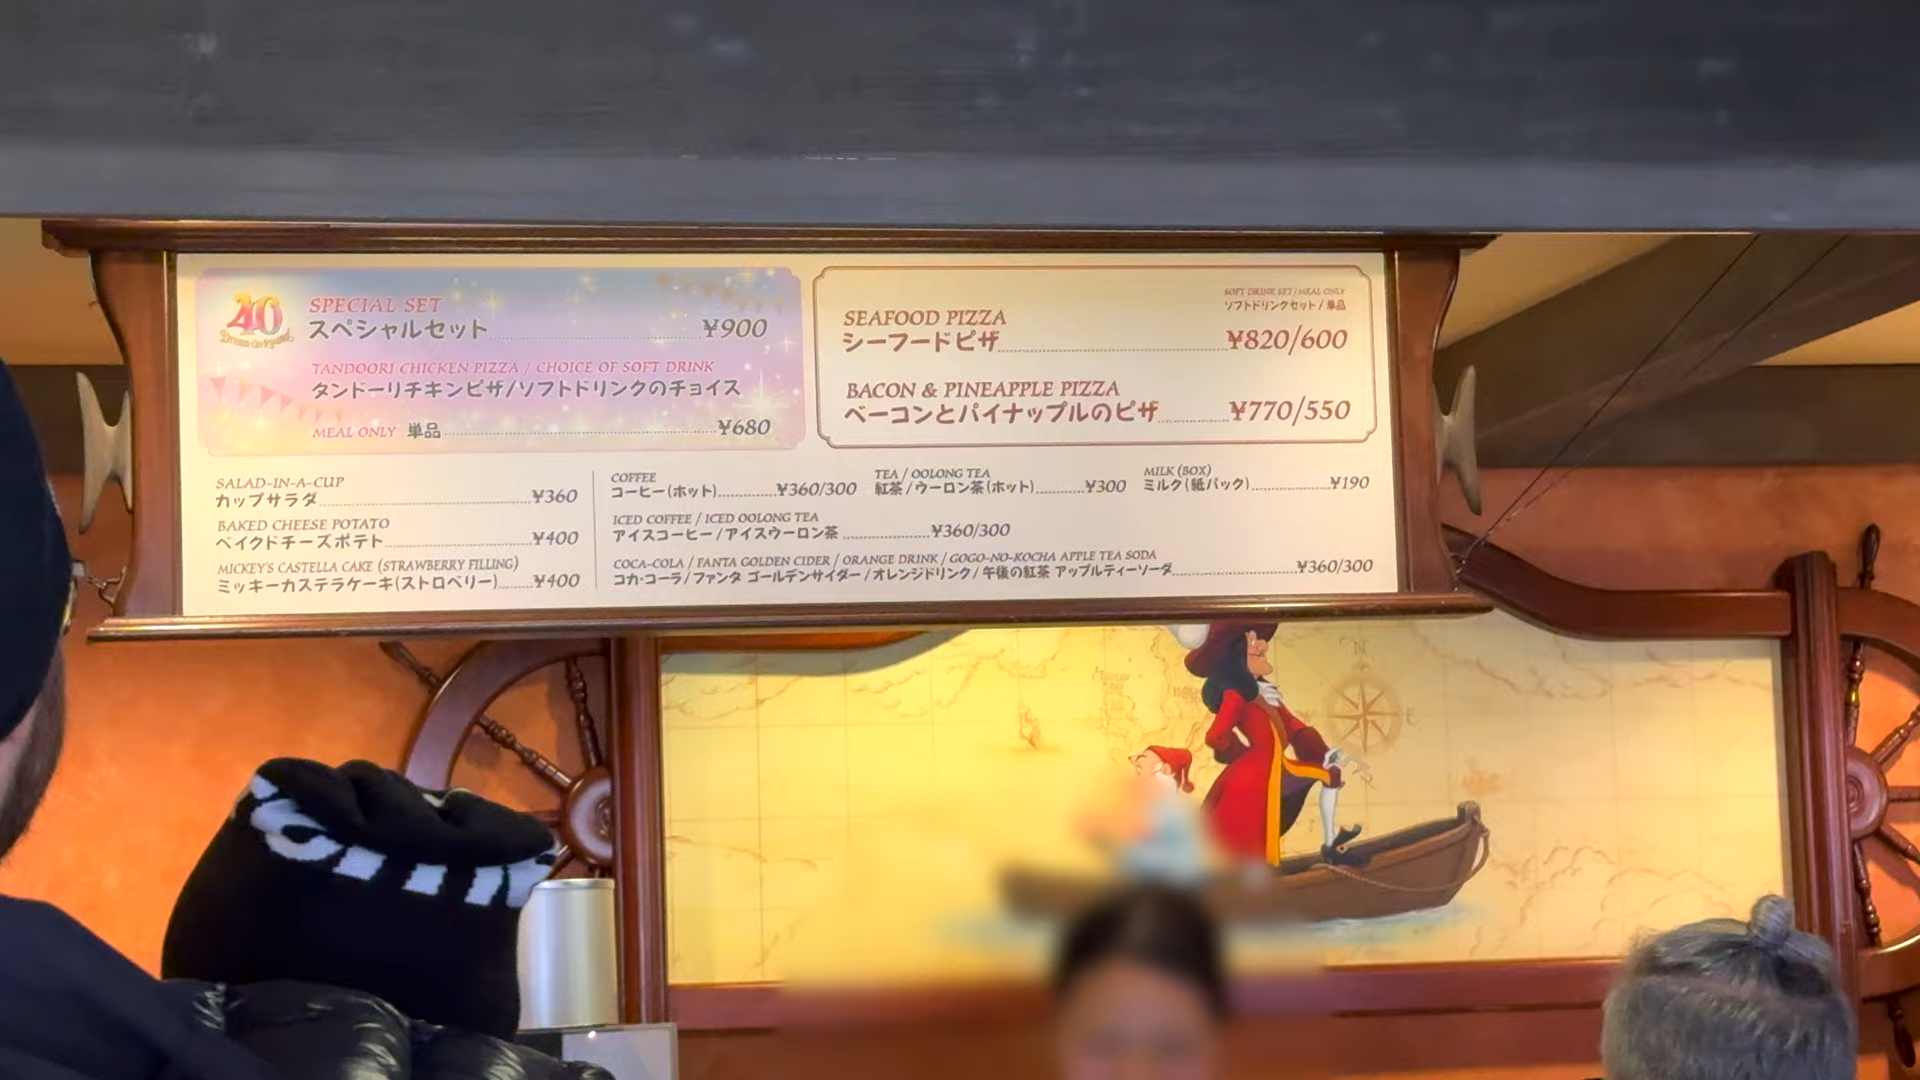 40
SPECIAL SET
スペシャルセット ¥900
TANDOORI CHICKEN PIZZA / CHOICE OF SOFT DRINK
タンドーリチキンピザ/ソフトドリンクのチョイス
MEAL ONLY 単品 ¥680
SOFT DRINK SET / MEAL ONLY
ソフトドリンクセット / 単品
SEAFOOD PIZZA
シーフードピザ ¥820/600
BACON & PINEAPPLE PIZZA
ベーコンとパイナップルのピザ ¥770/550
SALAD-IN-A-CUP
カップサラダ ¥360
BAKED CHEESE POTATO
ベイクドチーズポテト ¥400
MICKEY'S CASTELLA CAKE (STRAWBERRY FILLING)
ミッキーカステラケーキ(ストロベリー) ¥400
COFFEE
コーヒー(ホット) ¥360/300
TEA / OOLONG TEA
紅茶 / ウーロン茶(ホット) ¥300
MILK (BOX)
ミルク(紙パック) ¥190
ICED COFFEE / ICED OOLONG TEA
アイスコーヒー / アイスウーロン茶 ¥360/300
COCA-COLA / FANTA GOLDEN CIDER / ORANGE DRINK / GOGO-NO-KOCHA APPLE TEA SODA
コカ・コーラ / ファンタ ゴールデンサイダー / オレンジドリンク / 午後の紅茶 アップルティーソーダ ¥360/300
N
E